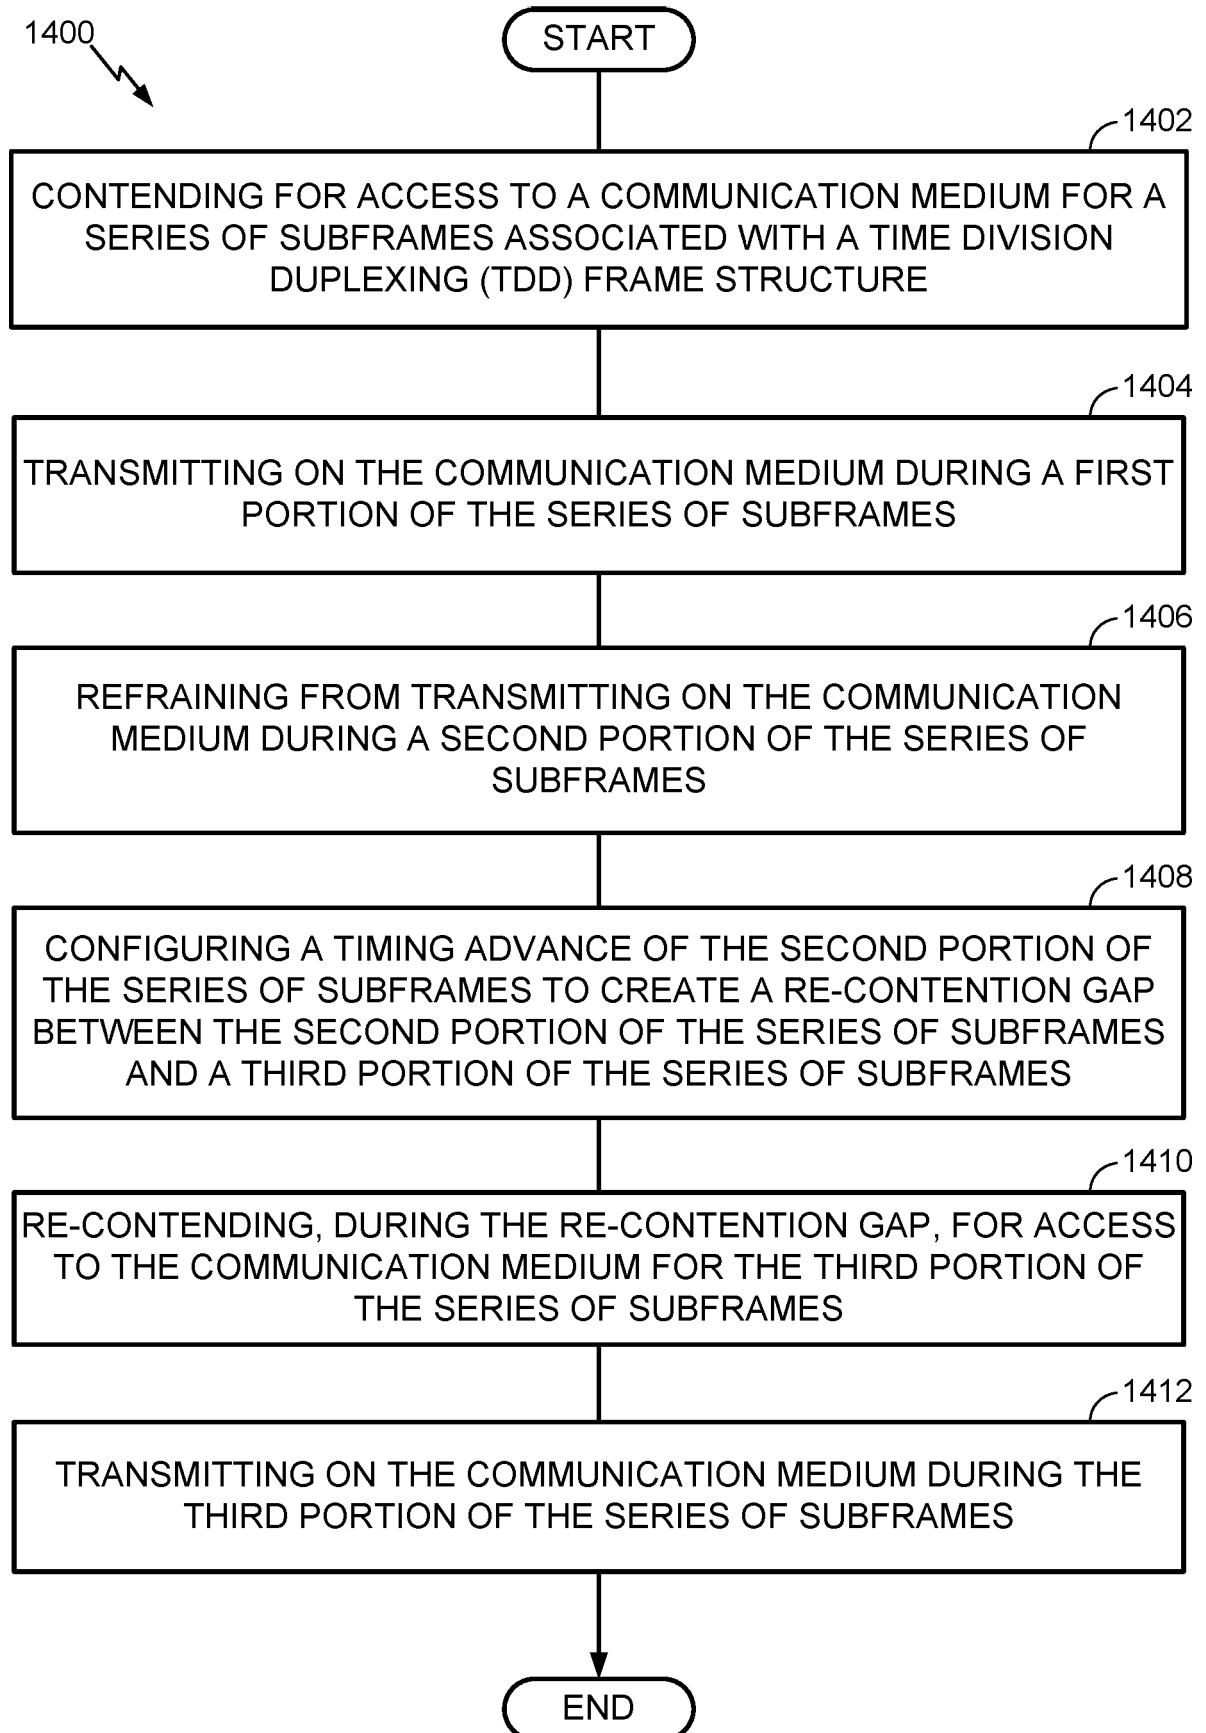 1400
START
1402
CONTENDING FOR ACCESS TO A COMMUNICATION MEDIUM FOR A
SERIES OF SUBFRAMES ASSOCIATED WITH A TIME DIVISION
DUPLEXING (TDD) FRAME STRUCTURE
1404
TRANSMITTING ON THE COMMUNICATION MEDIUM DURING A FIRST
PORTION OF THE SERIES OF SUBFRAMES
1406
REFRAINING FROM TRANSMITTING ON THE COMMUNICATION
MEDIUM DURING A SECOND PORTION OF THE SERIES OF
SUBFRAMES
1408
CONFIGURING A TIMING ADVANCE OF THE SECOND PORTION OF
THE SERIES OF SUBFRAMES TO CREATE A RE-CONTENTION GAP
BETWEEN THE SECOND PORTION OF THE SERIES OF SUBFRAMES
AND A THIRD PORTION OF THE SERIES OF SUBFRAMES
1410
RE-CONTENDING, DURING THE RE-CONTENTION GAP, FOR ACCESS
TO THE COMMUNICATION MEDIUM FOR THE THIRD PORTION OF
THE SERIES OF SUBFRAMES
1412
TRANSMITTING ON THE COMMUNICATION MEDIUM DURING THE
THIRD PORTION OF THE SERIES OF SUBFRAMES
END